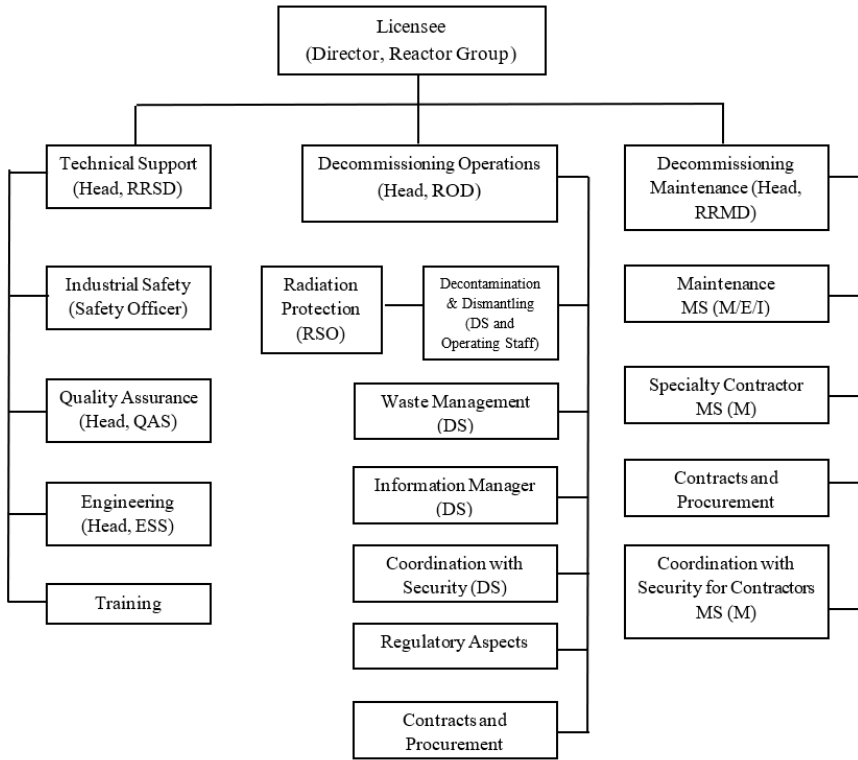 Licensee
(Director, Reactor Group)
Technical Support
(Head, RRSD)
Industrial Safety
(Safety Officer)
Quality Assurance
(Head, QAS)
Engineering
(Head, ESS)
Training
Decommissioning Operations
(Head, ROD)
Radiation
Protection
(RSO)
Decontamination
& Dismantling
(DS and
Operating Staff)
Waste Management
(DS)
Information Manager
(DS)
Coordination with
Security (DS)
Regulatory Aspects
Contracts and
Procurement
Decommissioning
Maintenance (Head,
RRMD)
Maintenance
MS (M/E/I)
Specialty Contractor
MS (M)
Contracts and
Procurement
Coordination with
Security for Contractors
MS (M)